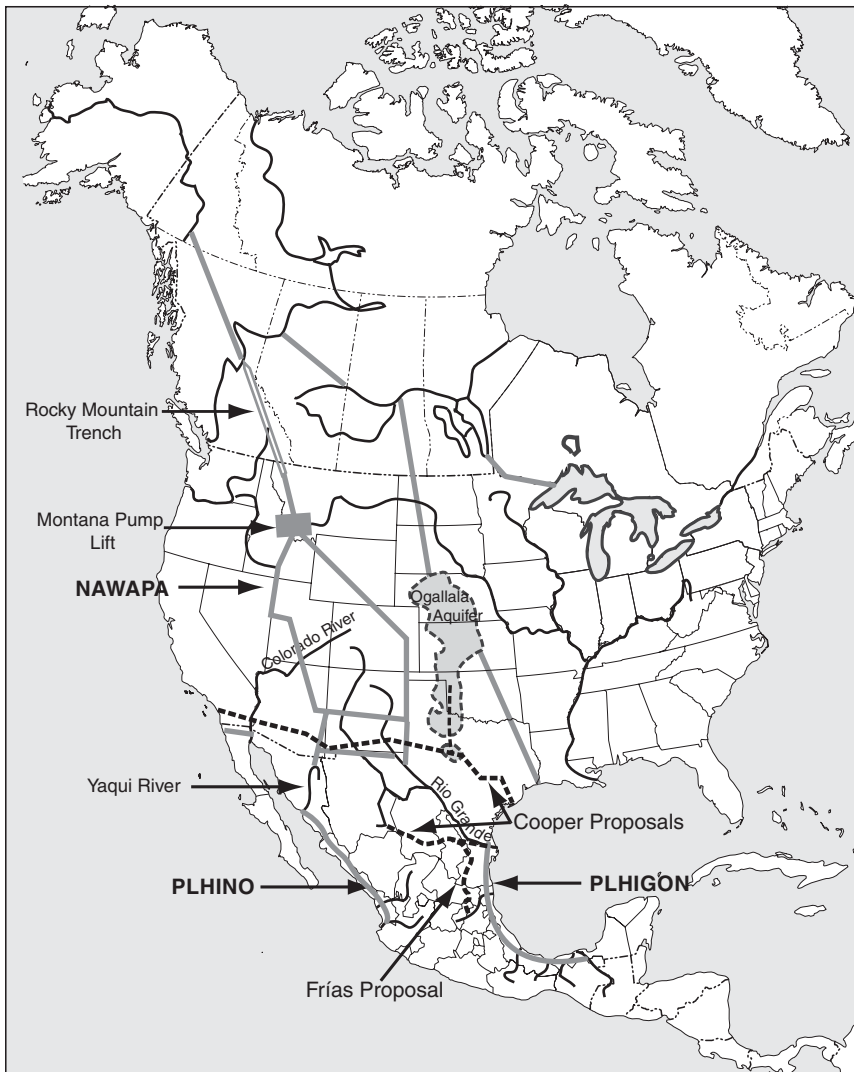 Rocky Mountain
Trench
Montana Pump
Lift
NAWAPA
Ogallala
Aquifer
Colorado River
Yaqui River
Rio Grande
Cooper Proposals
PLHINO
PLHIGON
Frías Proposal